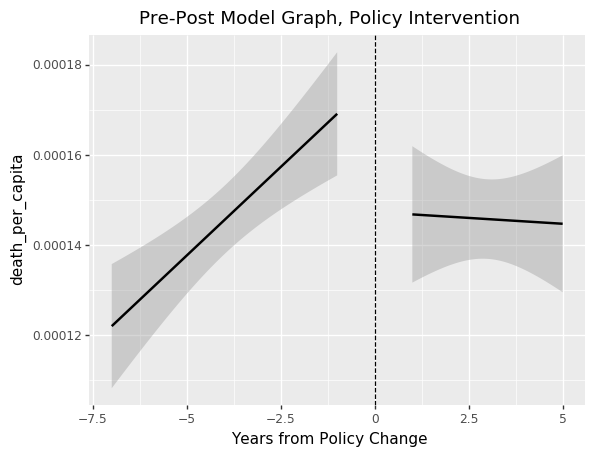 Pre-Post Model Graph, Policy Intervention
0.00018
0.00016
0.00014
0.00012
death_per_capita
−7.5 −5 −2.5 0 2.5 5
Years from Policy Change